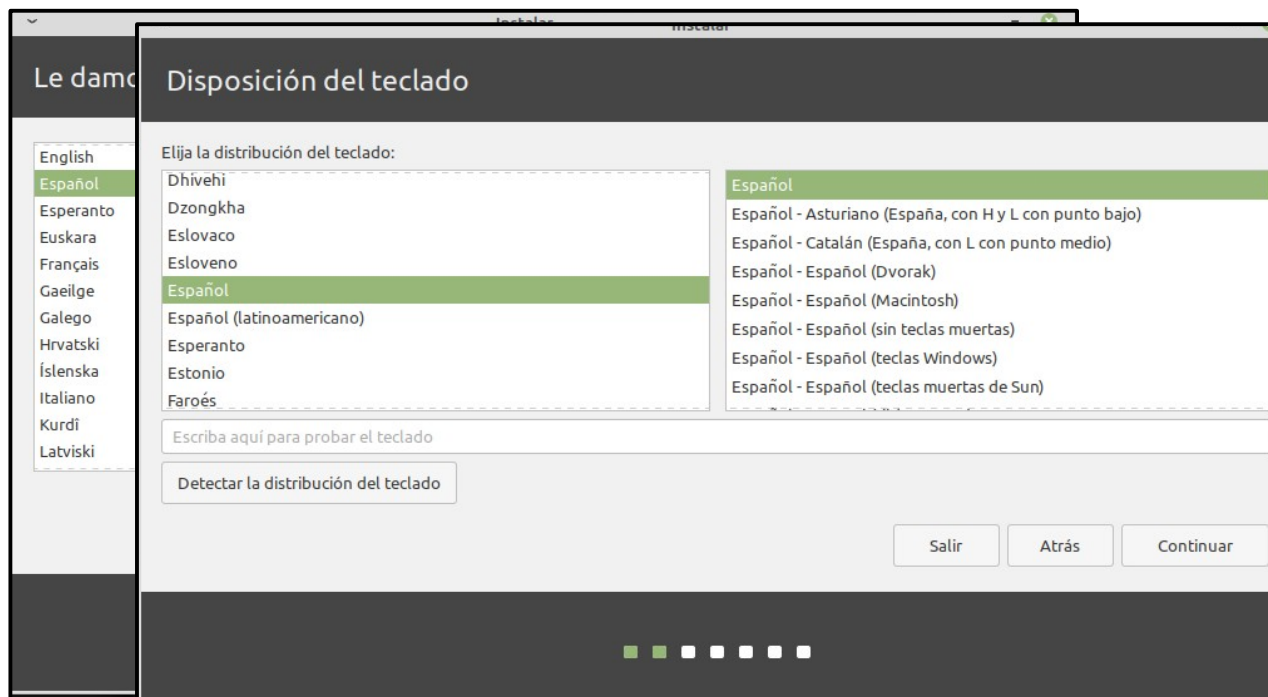 Instalar
Instalar
Le damo
Disposición del teclado
English
Español
Esperanto
Euskara
Français
Gaeilge
Galego
Hrvatski
Íslenska
Italiano
Kurdî
Latviski
Elija la distribución del teclado:
Dhivehi
Dzongkha
Eslovaco
Esloveno
Español
Español (latinoamericano)
Esperanto
Estonio
Faroés
Español
Español - Asturiano (España, con H y L con punto bajo)
Español - Catalán (España, con L con punto medio)
Español - Español (Dvorak)
Español - Español (Macintosh)
Español - Español (sin teclas muertas)
Español - Español (teclas Windows)
Español - Español (teclas muertas de Sun)
Escriba aquí para probar el teclado
Detectar la distribución del teclado
Salir
Atrás
Continuar